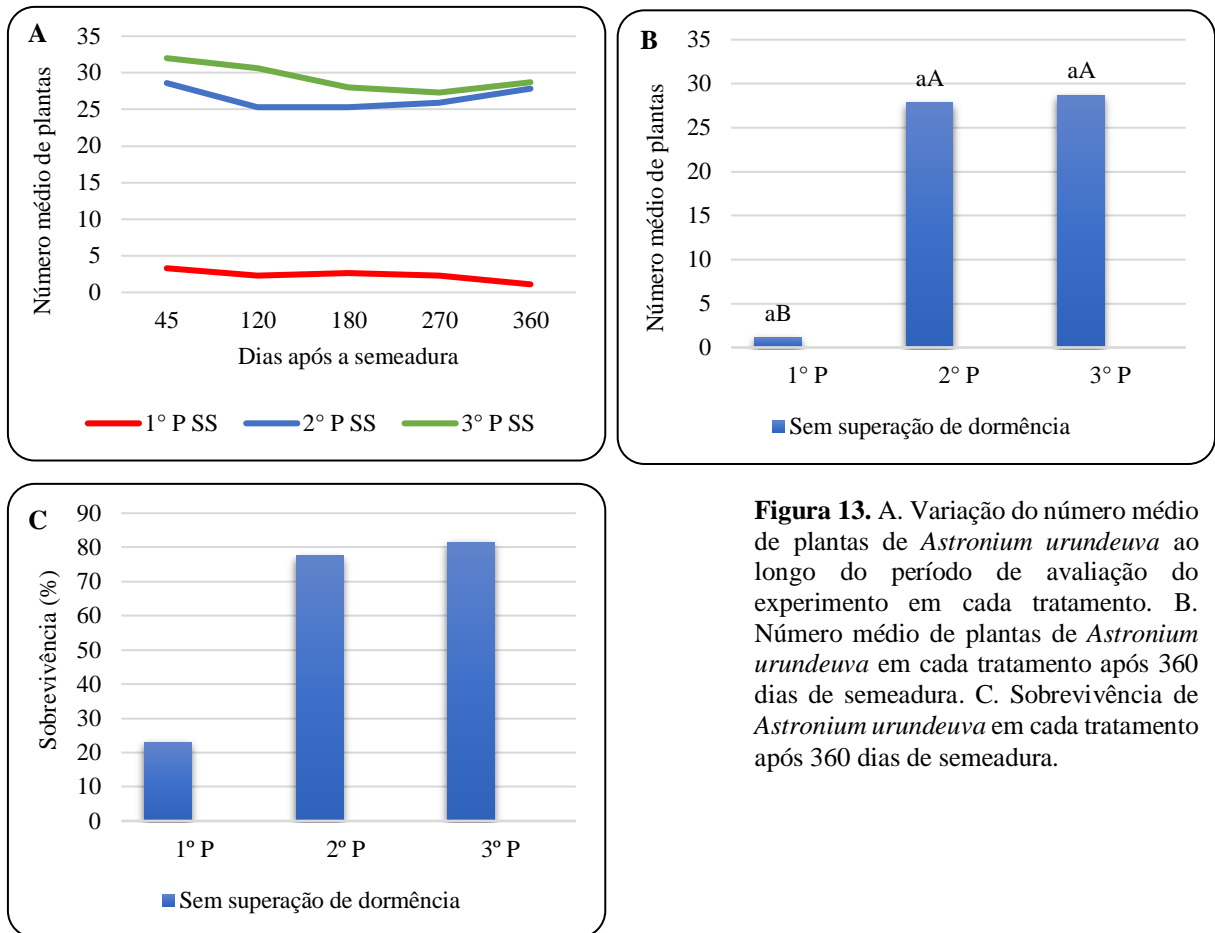 A
Número médio de plantas
35
30
25
20
15
10
5
0
45 120 180 270 360
Dias após a semeadura
1° P SS 2° P SS 3° P SS
B
Número médio de plantas
35
30
25
20
15
10
5
0
aB aA aA
1° P 2° P 3° P
Sem superação de dormência
C
Sobrevivência (%)
90
80
70
60
50
40
30
20
10
0
1º P 2º P 3º P
Sem superação de dormência
Figura 13. A. Variação do número médio
de plantas de Astronium urundeuva ao
longo do período de avaliação do
experimento em cada tratamento. B.
Número médio de plantas de Astronium
urundeuva em cada tratamento após 360
dias de semeadura. C. Sobrevivência de
Astronium urundeuva em cada tratamento
após 360 dias de semeadura.